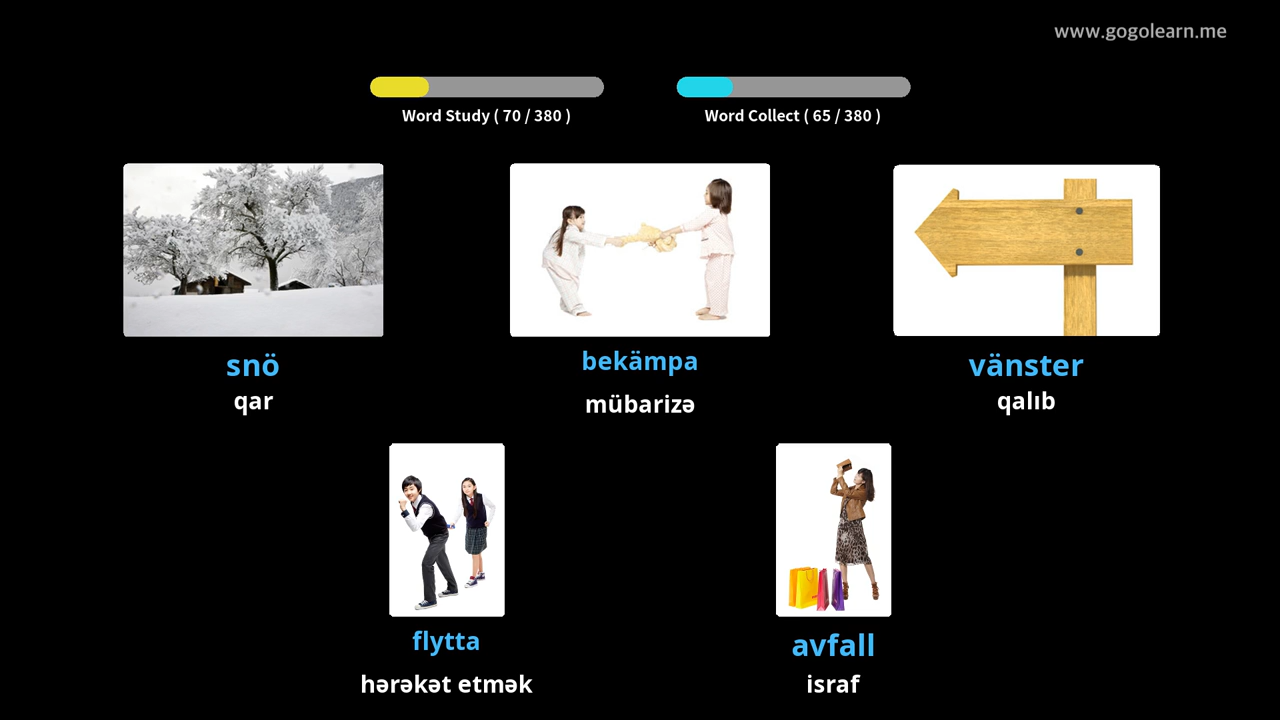 www.gogolearn.me
Word Study ( 70 / 380 )
Word Collect ( 65 / 380 )
snö
qar
bekämpa
mübarizə
vänster
qalıb
flytta
hərəkət etmək
avfall
israf